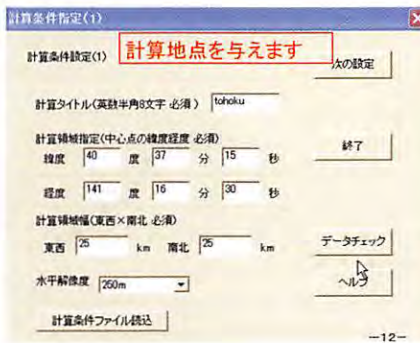 計算条件指定(1)
計算条件設定(1)
計算地点を与えます
次の設定
計算タイトル(英数半角8文字 必須)
tohoku
計算領域指定(中心点の緯度経度 必須)
緯度 40 度 37 分 15 秒
終了
経度 141 度 16 分 30 秒
計算領域幅(東西×南北 必須)
東西 25 km 南北 25 km
データチェック
水平解像度 250m
ヘルプ
計算条件ファイル読込
－12－